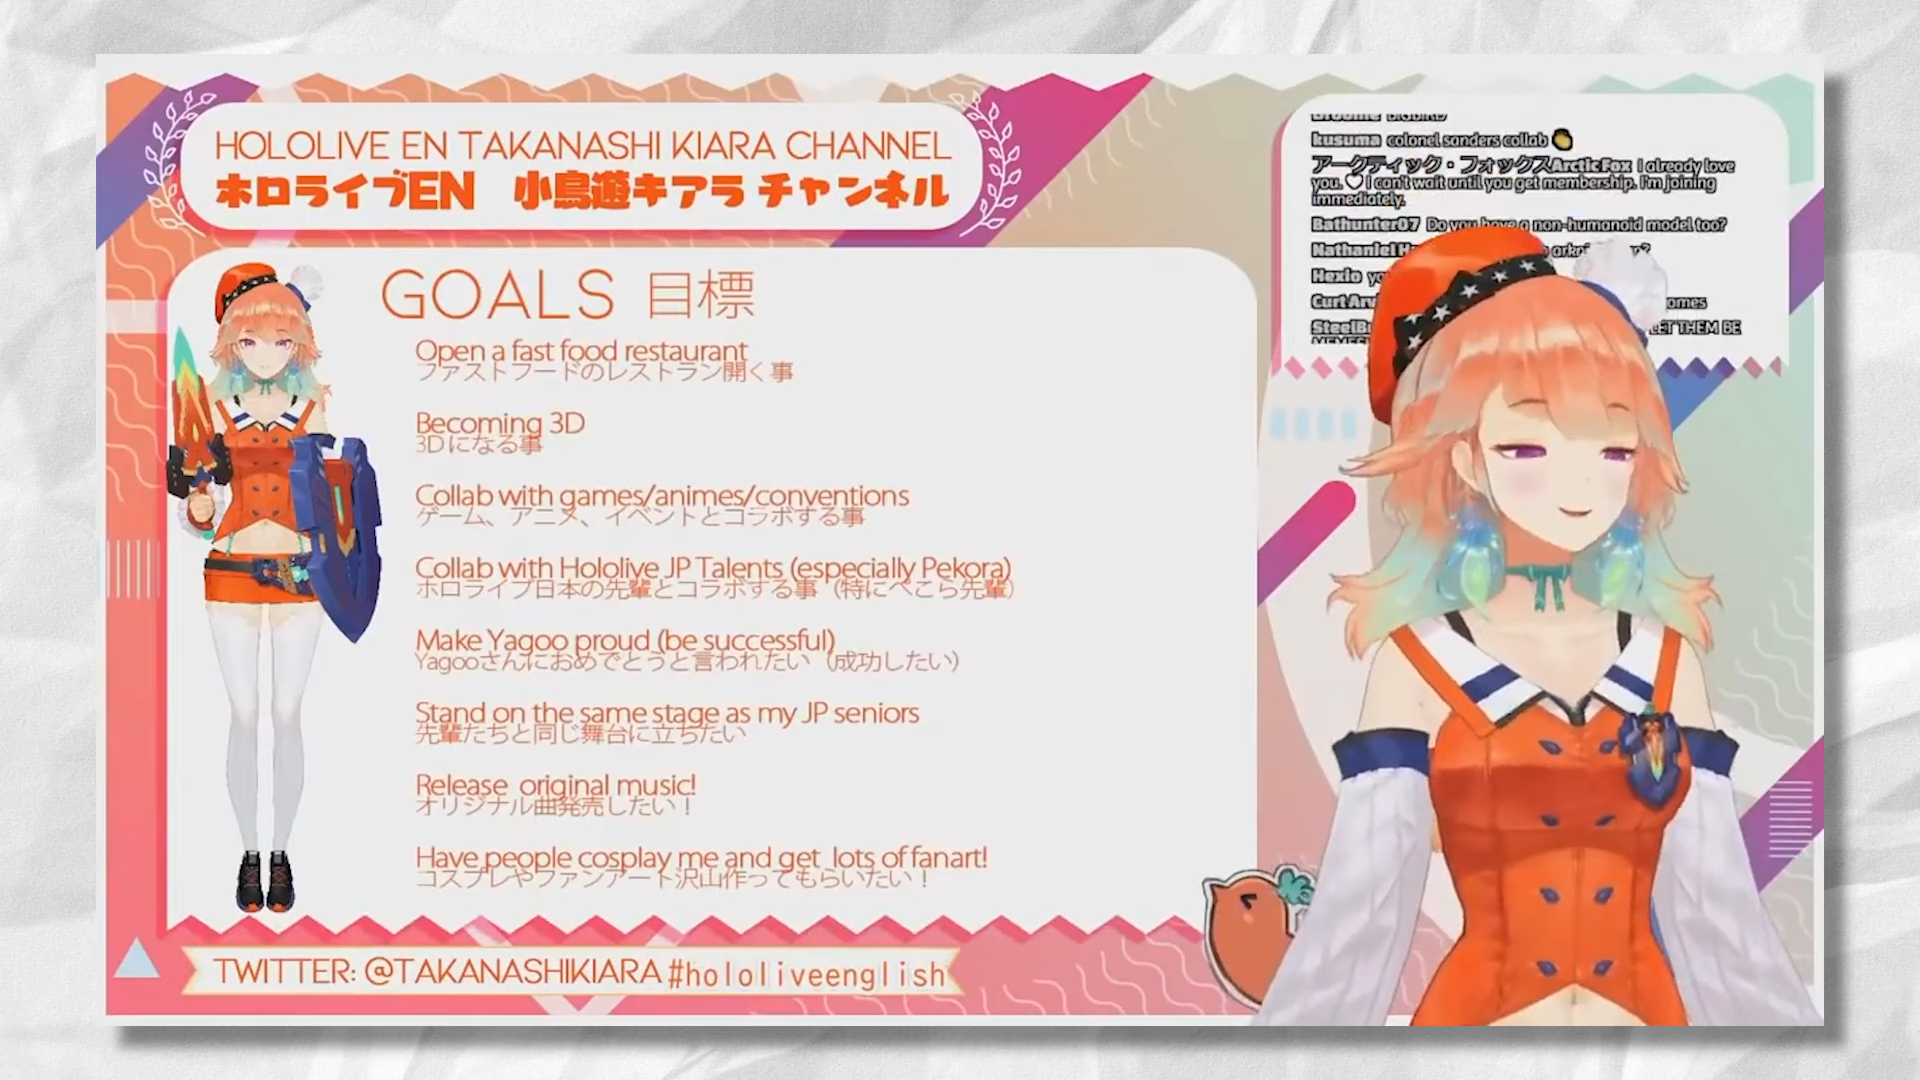 HOLOLIVE EN TAKANASHI KIARA CHANNEL
ホロライブEN 小鳥遊キアラ チャンネル
GOALS 目標
Open a fast food restaurant
ファストフードのレストラン開く事
Becoming 3D
3Dになる事
Collab with games/animes/conventions
ゲーム、アニメ、イベントとコラボする事
Collab with Hololive JP Talents (especially Pekora)
ホロライブ日本の先輩とコラボする事（特にぺこら先輩）
Make Yagoo proud (be successful)
Yagooさんにおめでとうと言われたい（成功したい）
Stand on the same stage as my JP seniors
先輩たちと同じ舞台に立ちたい
Release original music!
オリジナル曲発売したい！
Have people cosplay me and get lots of fanart!
コスプレやファンアート沢山作ってもらいたい！
TWITTER: @TAKANASHIKIARA #hololiveenglish
kusuma colonel sanders collab
アークティック・フォックスArcticFox I already love
you. ♡ I can't wait until you get membership. I'm joining
immediately.
Bathunter07 Do you have a non-humanoid model too?
Nathaniel
Hexlo
Curt
LET THEM BE